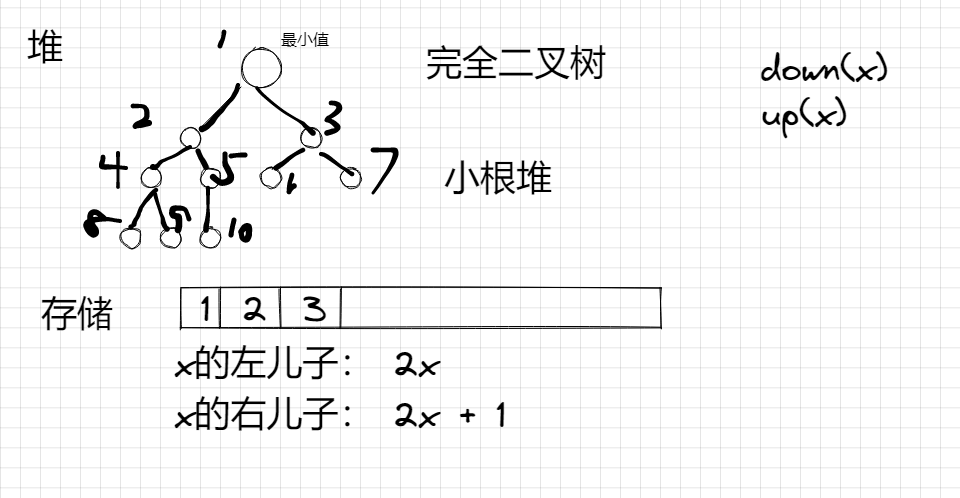 堆
1
最小值
完全二叉树
down(x)
up(x)
2
3
4
5
6
7
小根堆
8
9
10
存储
1 2 3
x的左儿子： 2x
x的右儿子： 2x + 1